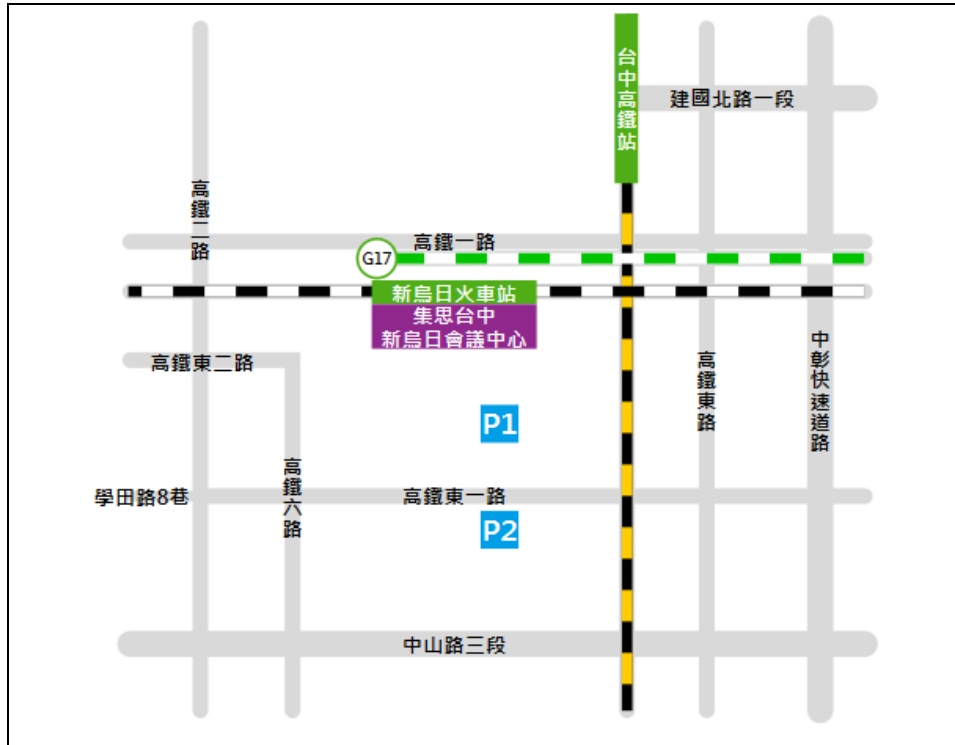 台中高鐵站
建國北路一段
高鐵二路
高鐵一路
G17
新烏日火車站
集思台中
新烏日會議中心
高鐵東二路
高鐵東路
中彰快速道路
P1
高鐵六路
學田路8巷
高鐵東一路
P2
中山路三段